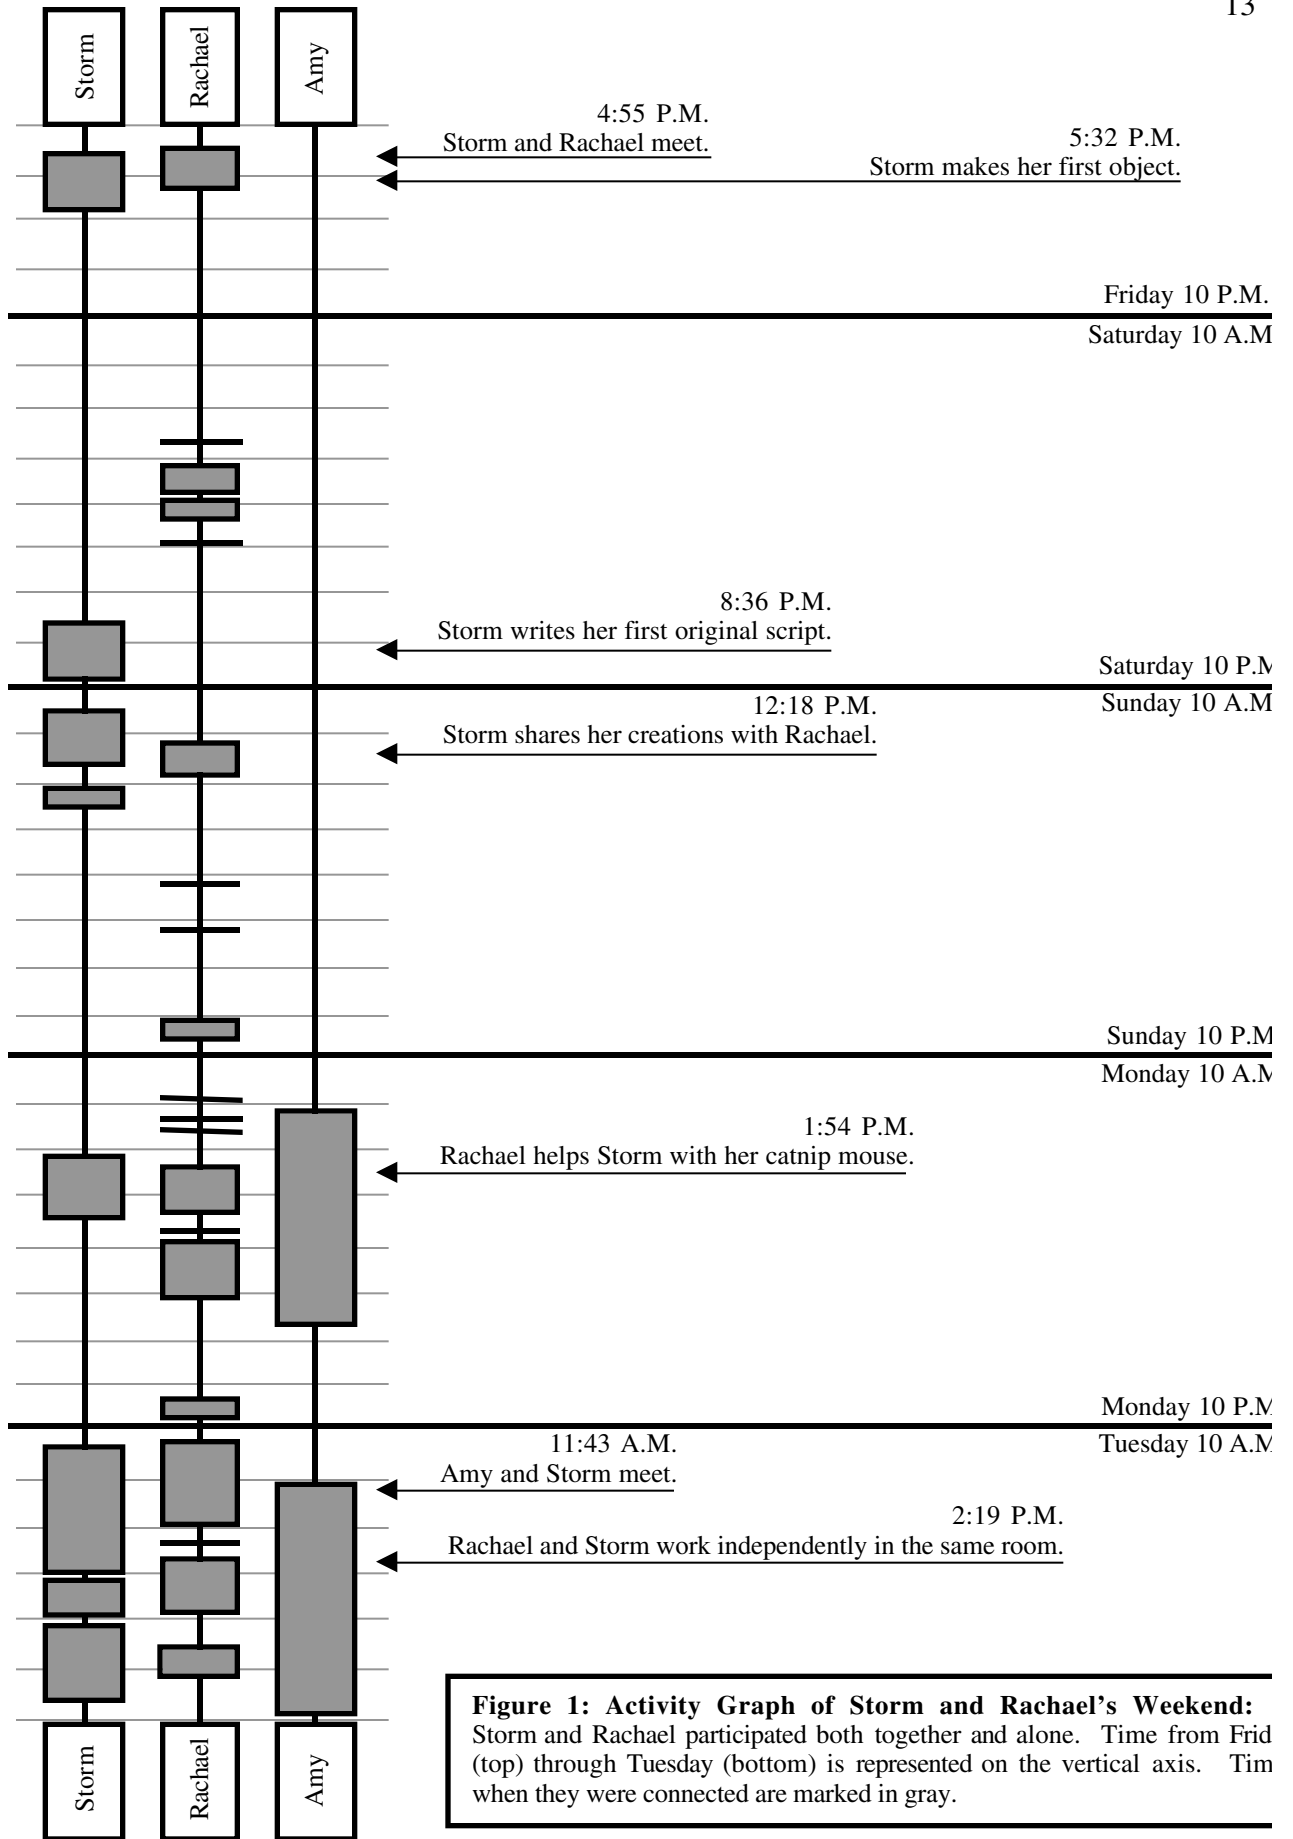 13
Storm
Rachael
Amy
4:55 P.M.
Storm and Rachael meet.
5:32 P.M.
Storm makes her first object.
Friday 10 P.M.
Saturday 10 A.M
8:36 P.M.
Storm writes her first original script.
Saturday 10 P.M
Sunday 10 A.M
12:18 P.M.
Storm shares her creations with Rachael.
Sunday 10 P.M
Monday 10 A.M
1:54 P.M.
Rachael helps Storm with her catnip mouse.
Monday 10 P.M
Tuesday 10 A.M
11:43 A.M.
Amy and Storm meet.
2:19 P.M.
Rachael and Storm work independently in the same room.
Figure 1: Activity Graph of Storm and Rachael's Weekend:
Storm and Rachael participated both together and alone. Time from Frid
(top) through Tuesday (bottom) is represented on the vertical axis. Tim
when they were connected are marked in gray.
Storm
Rachael
Amy